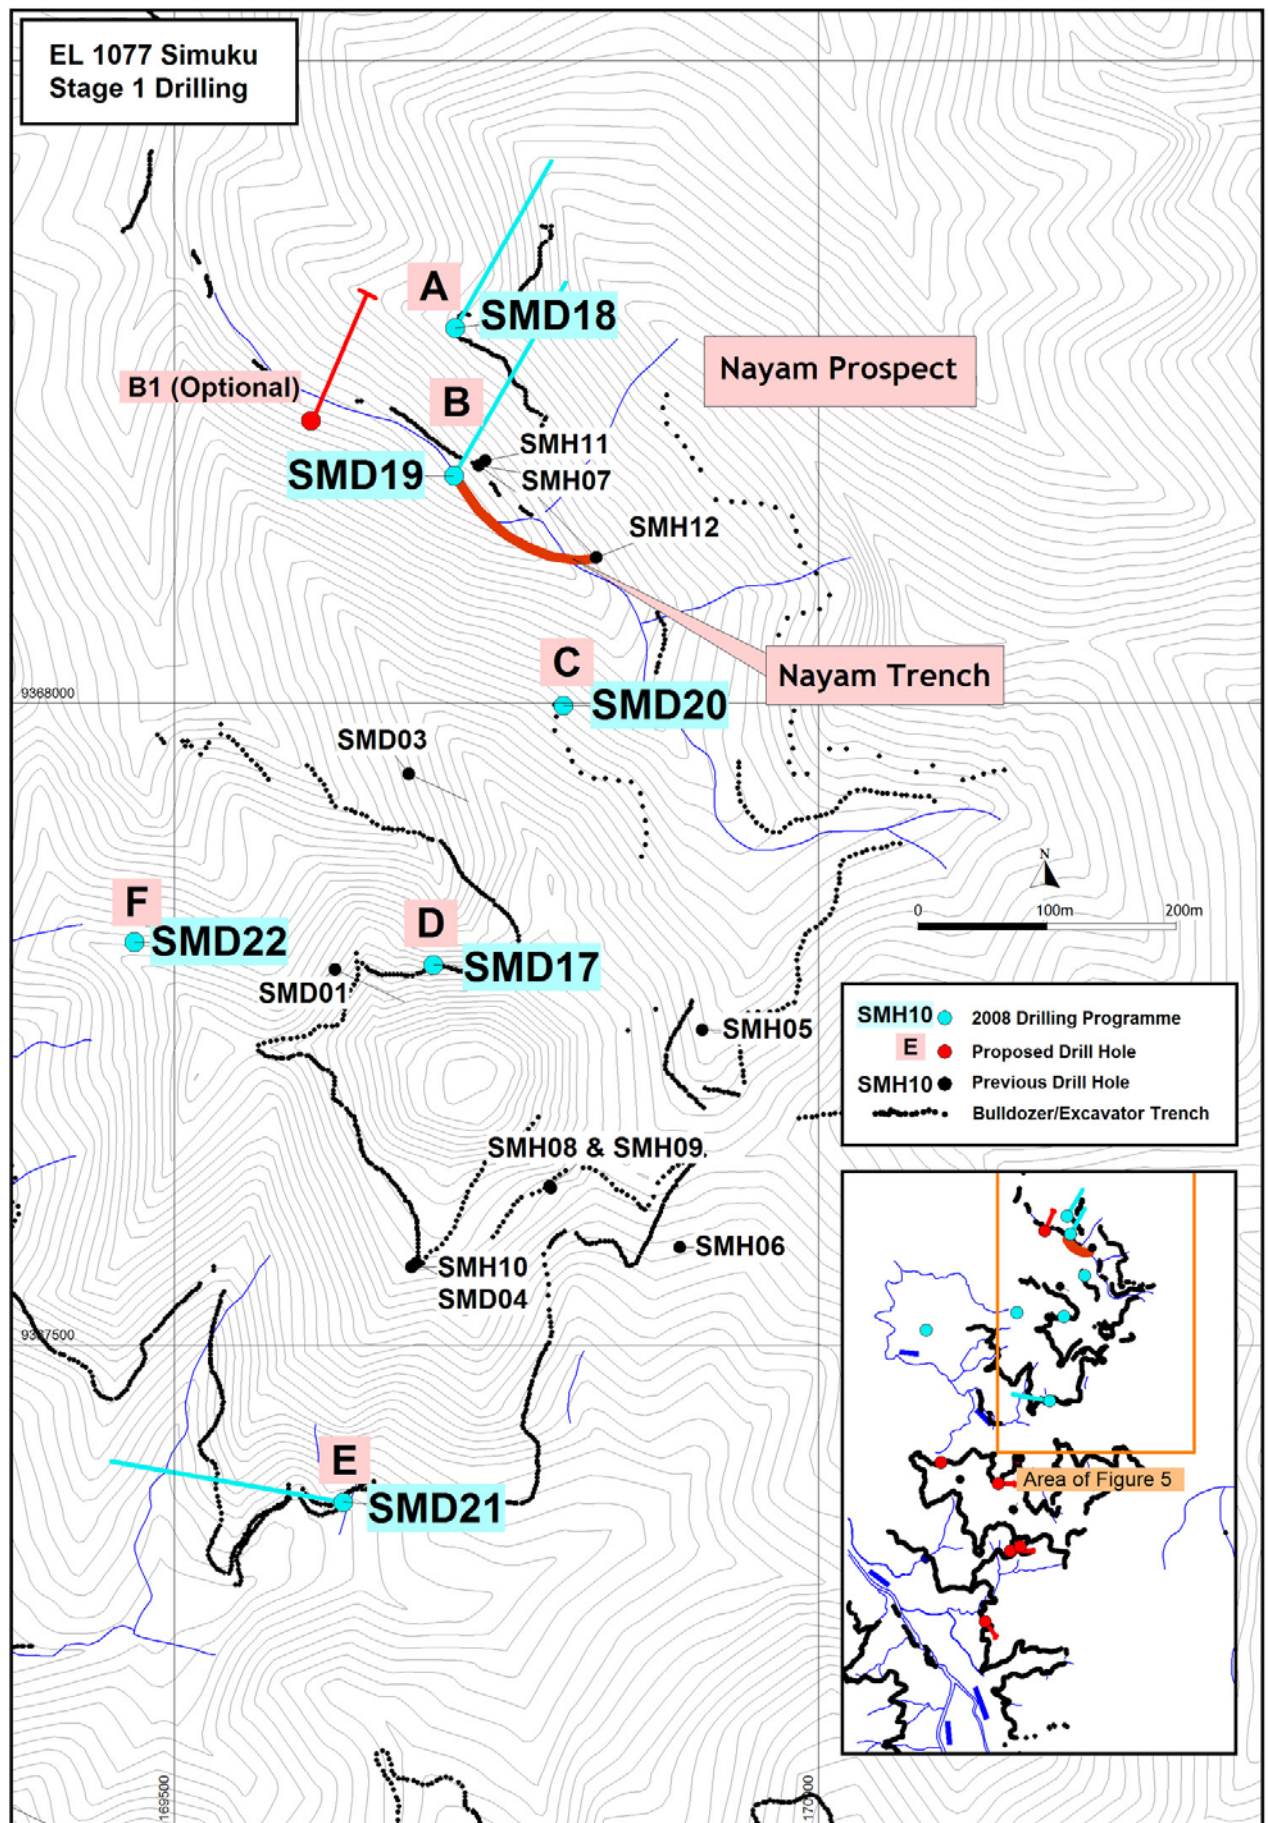 EL 1077 Simuku
Stage 1 Drilling
A
SMD18
Nayam Prospect
B1 (Optional)
B
SMH11
SMD19
SMH07
SMH12
C
Nayam Trench
9368000
SMD20
SMD03
N
F
D
0 100m 200m
SMD22
SMD17
SMD01
SMH05
SMH10 2008 Drilling Programme
E Proposed Drill Hole
SMH10 Previous Drill Hole
Bulldozer/Excavator Trench
SMH08 & SMH09
SMH06
SMH10
SMD04
9367500
E
Area of Figure 5
SMD21
169500